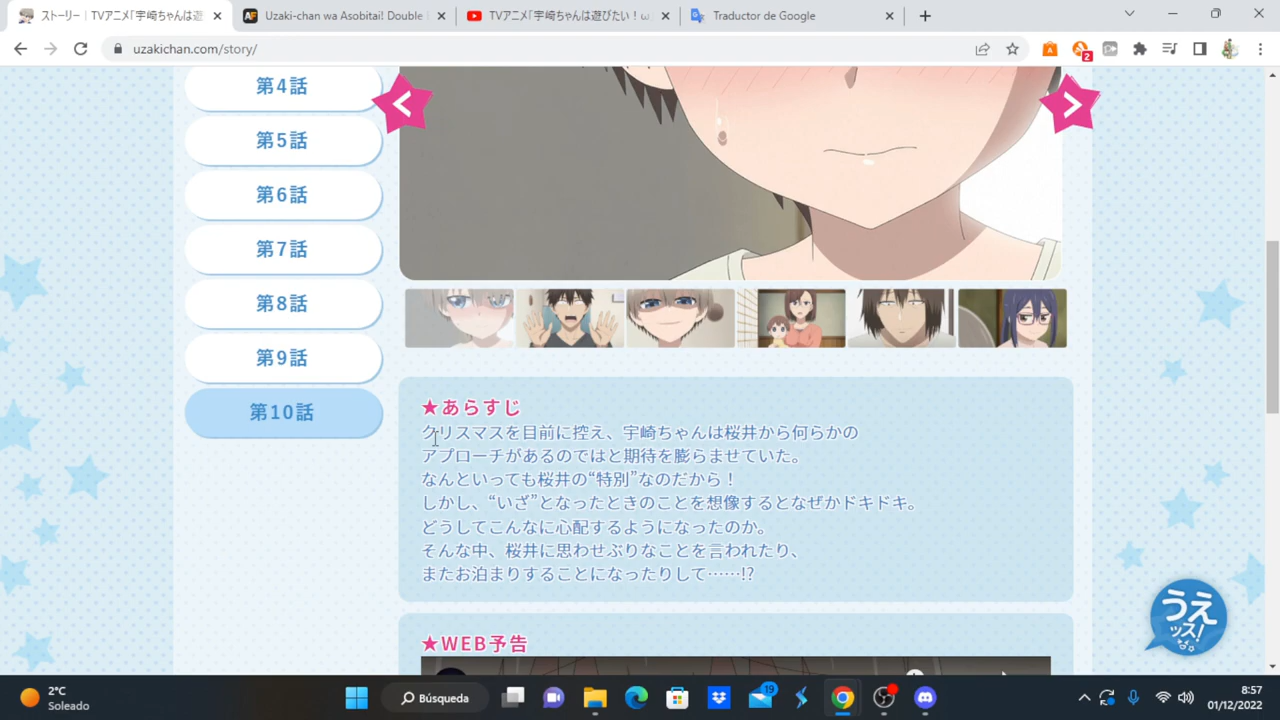 ストーリー | TVアニメ「宇崎ちゃんは遊
Uzaki-chan wa Asobitai! Double
TVアニメ「宇崎ちゃんは遊びたい！ω
Traductor de Google
uzakichan.com/story/
2
第4話
第5話
第6話
第7話
第8話
第9話
第10話
★あらすじ
クリスマスを目前に控え、宇崎ちゃんは桜井から何らかの
アプローチがあるのではと期待を膨らませていた。
なんといっても桜井の“特別”なのだから！
しかし、“いざ”となったときのことを想像するとなぜかドキドキ。
どうしてこんなに心配するようになったのか。
そんな中、桜井に思わせぶりなことを言われたり、
またお泊まりすることになったりして……!?
★WEB予告
うえ
ッス!
2°C
Soleado
Búsqueda
19
8:57
01/12/2022